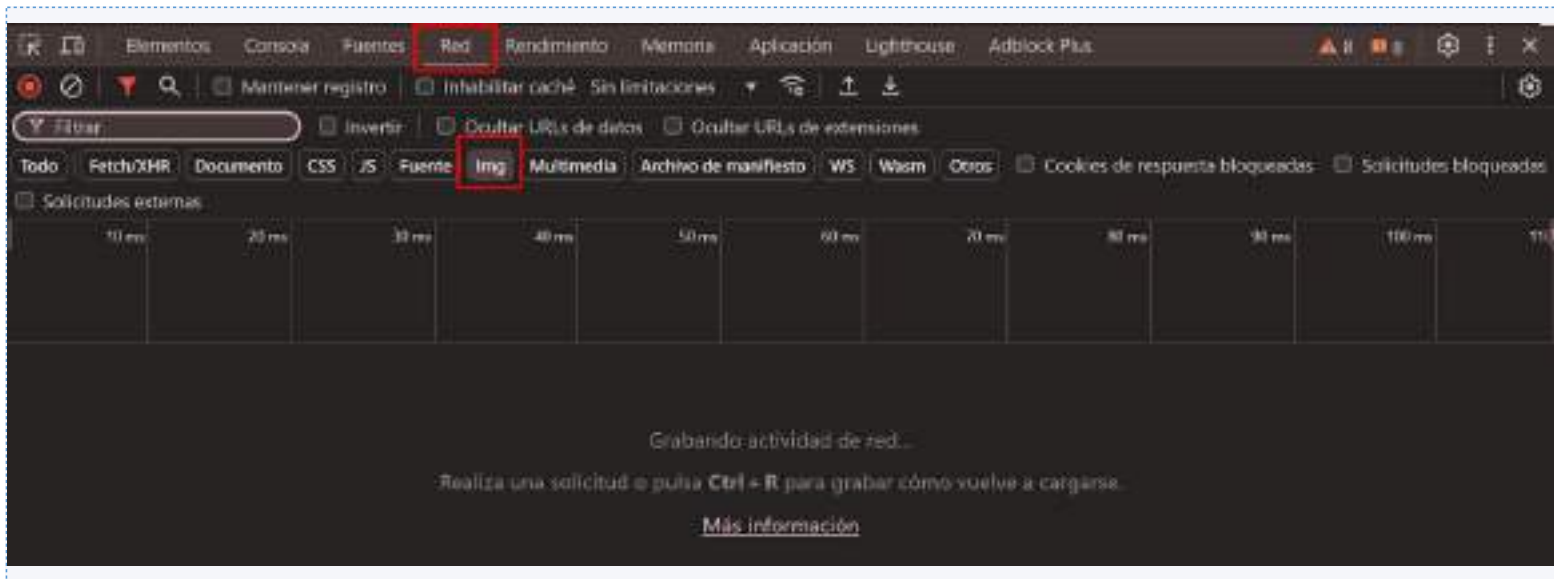 Elementos Consola Fuentes Red Rendimiento Memoria Aplicación Lighthouse Adblock Plus 8
Mantener registro Inhabilitar caché Sin limitaciones
Filtrar Invertir Ocultar URLs de datos Ocultar URLs de extensiones
Todo Fetch/XHR Documento CSS JS Fuente Img Multimedia Archivo de manifiesto WS Wasm Otros Cookies de respuesta bloqueadas Solicitudes bloqueadas
Solicitudes externas
10 ms 20 ms 30 ms 40 ms 50 ms 60 ms 70 ms 80 ms 90 ms 100 ms
Grabando actividad de red...
Realiza una solicitud o pulsa Ctrl + R para grabar cómo vuelve a cargarse.
Más información